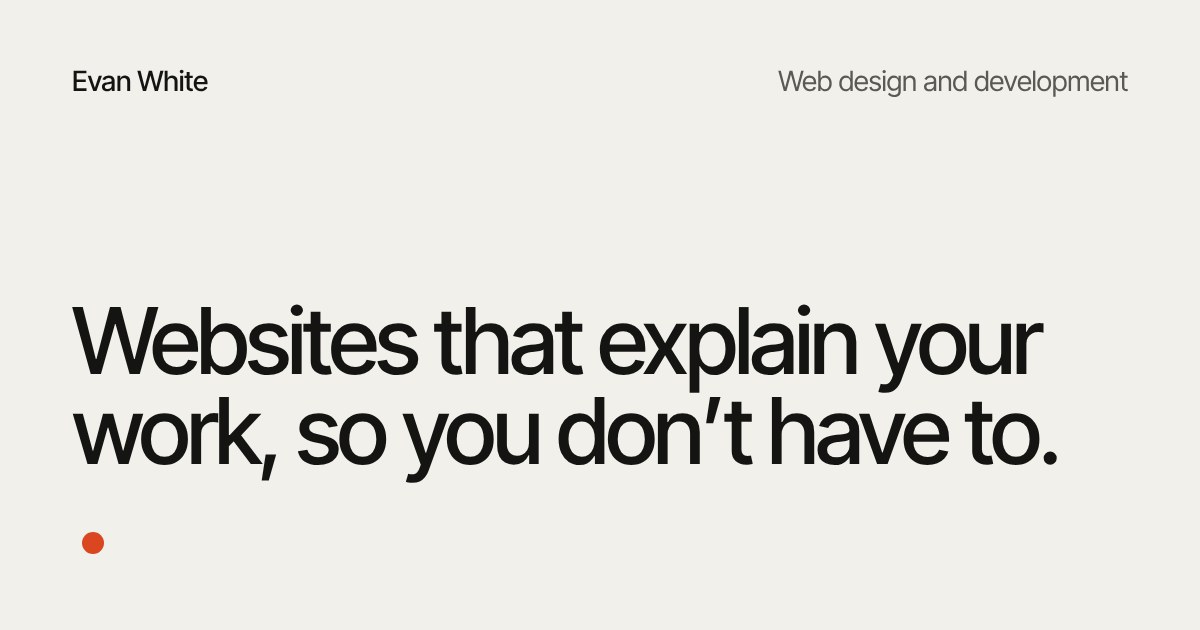 Evan White
Web design and development
Websites that explain your
work, so you don’t have to.